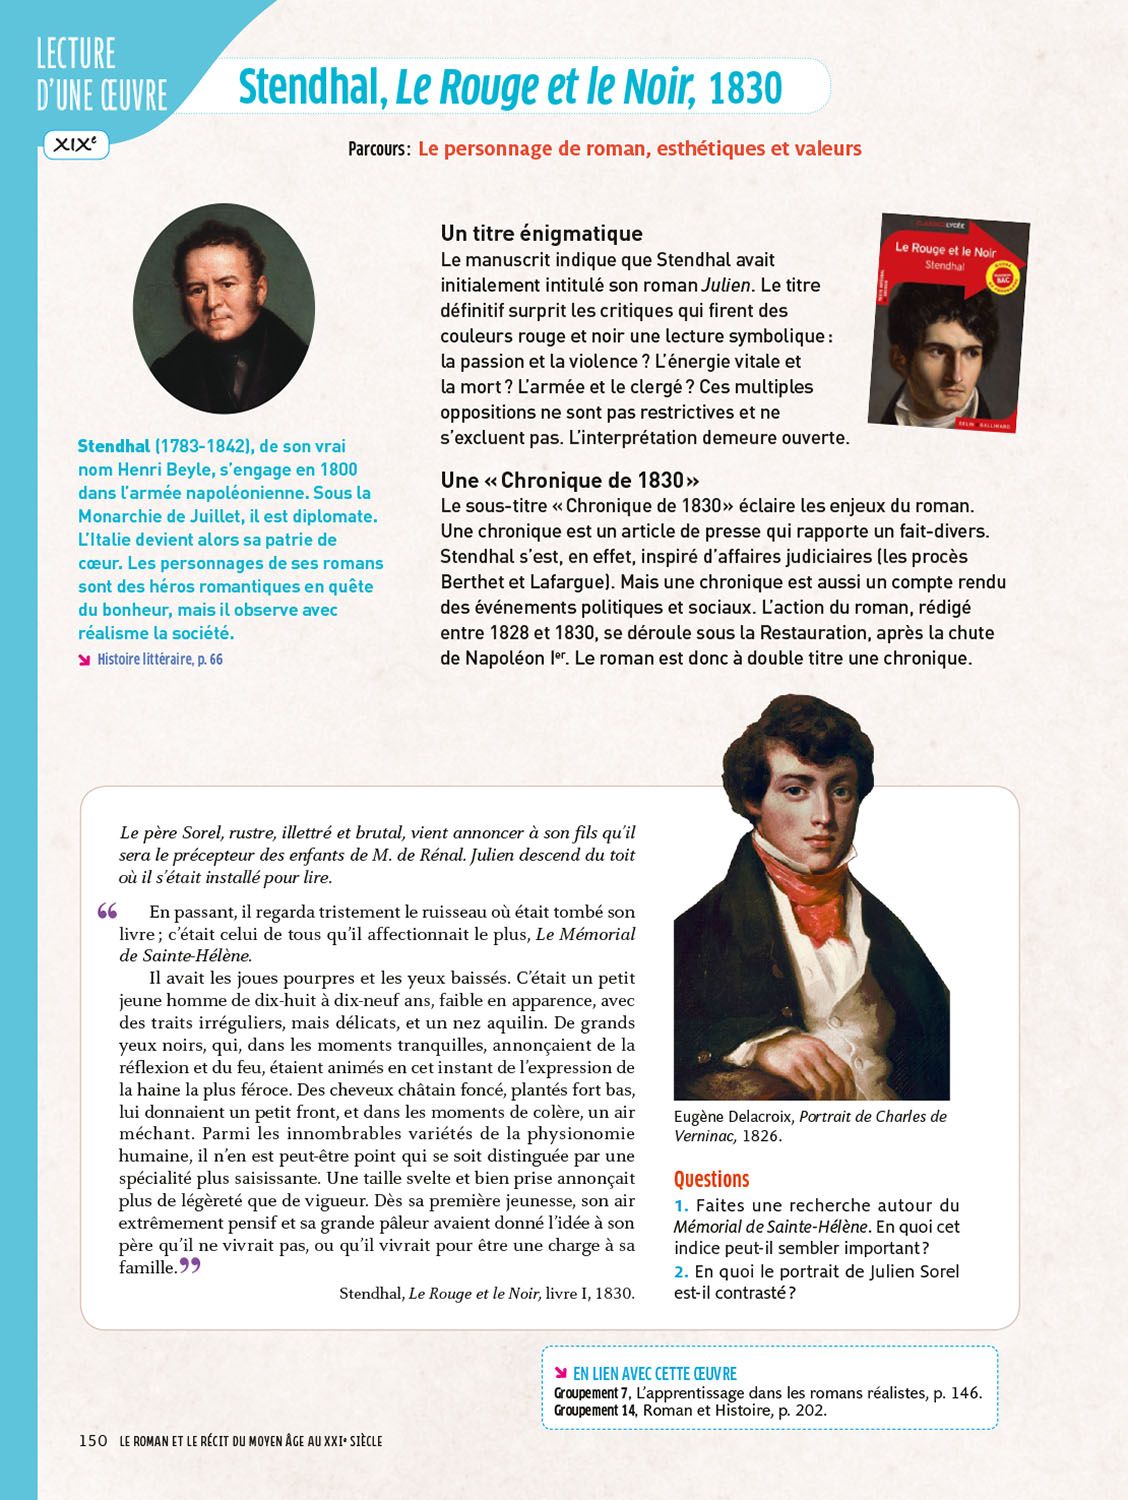 LECTURE
D'UNE ŒUVRE
XIXe
Stendhal, Le Rouge et le Noir, 1830
Parcours : Le personnage de roman, esthétiques et valeurs
Stendhal (1783-1842), de son vrai
nom Henri Beyle, s'engage en 1800
dans l'armée napoléonienne. Sous la
Monarchie de Juillet, il est diplomate.
L'Italie devient alors sa patrie de
cœur. Les personnages de ses romans
sont des héros romantiques en quête
du bonheur, mais il observe avec
réalisme la société.
Histoire littéraire, p. 66
Un titre énigmatique
Le manuscrit indique que Stendhal avait
initialement intitulé son roman Julien. Le titre
définitif surprit les critiques qui firent des
couleurs rouge et noir une lecture symbolique :
la passion et la violence ? L'énergie vitale et
la mort ? L'armée et le clergé ? Ces multiples
oppositions ne sont pas restrictives et ne
s'excluent pas. L'interprétation demeure ouverte.
LYCÉE
Le Rouge et le Noir
Stendhal
BAC
BELIN GALLIMARD
Une « Chronique de 1830 »
Le sous-titre « Chronique de 1830 » éclaire les enjeux du roman.
Une chronique est un article de presse qui rapporte un fait-divers.
Stendhal s'est, en effet, inspiré d'affaires judiciaires (les procès
Berthet et Lafargue). Mais une chronique est aussi un compte rendu
des événements politiques et sociaux. L'action du roman, rédigé
entre 1828 et 1830, se déroule sous la Restauration, après la chute
de Napoléon Ier. Le roman est donc à double titre une chronique.
Le père Sorel, rustre, illettré et brutal, vient annoncer à son fils qu'il
sera le précepteur des enfants de M. de Rénal. Julien descend du toit
où il s'était installé pour lire.
“ En passant, il regarda tristement le ruisseau où était tombé son
livre ; c'était celui de tous qu'il affectionnait le plus, Le Mémorial
de Sainte-Hélène.
Il avait les joues pourpres et les yeux baissés. C'était un petit
jeune homme de dix-huit à dix-neuf ans, faible en apparence, avec
des traits irréguliers, mais délicats, et un nez aquilin. De grands
yeux noirs, qui, dans les moments tranquilles, annonçaient de la
réflexion et du feu, étaient animés en cet instant de l'expression de
la haine la plus féroce. Des cheveux châtain foncé, plantés fort bas,
lui donnaient un petit front, et dans les moments de colère, un air
méchant. Parmi les innombrables variétés de la physionomie
humaine, il n'en est peut-être point qui se soit distinguée par une
spécialité plus saisissante. Une taille svelte et bien prise annonçait
plus de légèreté que de vigueur. Dès sa première jeunesse, son air
extrêmement pensif et sa grande pâleur avaient donné l'idée à son
père qu'il ne vivrait pas, ou qu'il vivrait pour être une charge à sa
famille.”
Stendhal, Le Rouge et le Noir, livre I, 1830.
Eugène Delacroix, Portrait de Charles de
Verninac, 1826.
Questions
1. Faites une recherche autour du
Mémorial de Sainte-Hélène. En quoi cet
indice peut-il sembler important ?
2. En quoi le portrait de Julien Sorel
est-il contrasté ?
EN LIEN AVEC CETTE ŒUVRE
Groupement 7, L'apprentissage dans les romans réalistes, p. 146.
Groupement 14, Roman et Histoire, p. 202.
150 LE ROMAN ET LE RÉCIT DU MOYEN ÂGE AU XXIe SIÈCLE